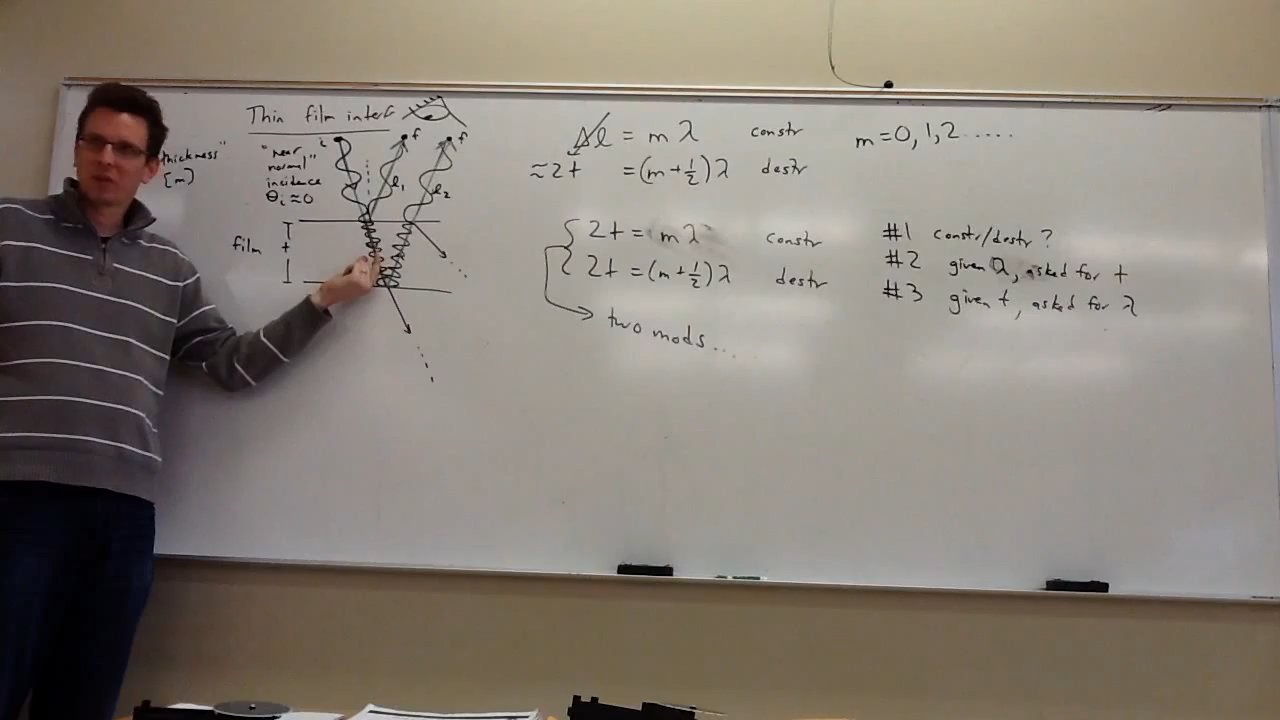 Thin film interf
thickness"
[m]
"near
normal"
incidence
θi ≈ 0
i
f
f
l1
l2
film
t
Δl = mλ constr
≈2t = (m+½)λ destr
m=0,1,2.....
2t = mλ constr
2t = (m+½)λ destr
two mods....
#1 constr/destr?
#2 given λ, asked for t
#3 given t, asked for λ